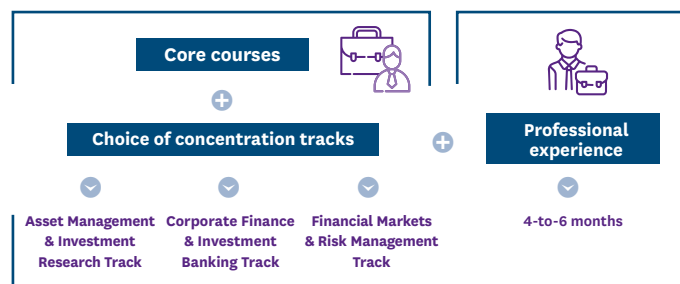 Core courses
Choice of concentration tracks
Professional
experience
Asset Management
& Investment
Research Track
Corporate Finance
& Investment
Banking Track
Financial Markets
& Risk Management
Track
4-to-6 months